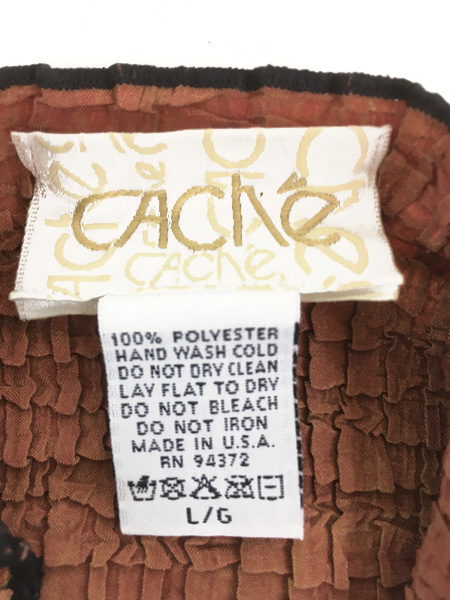 CAChé
CAChé
100% POLYESTER
HAND WASH COLD
DO NOT DRY CLEAN
LAY FLAT TO DRY
DO NOT BLEACH
DO NOT IRON
MADE IN U.S.A.
RN 94372
L/G